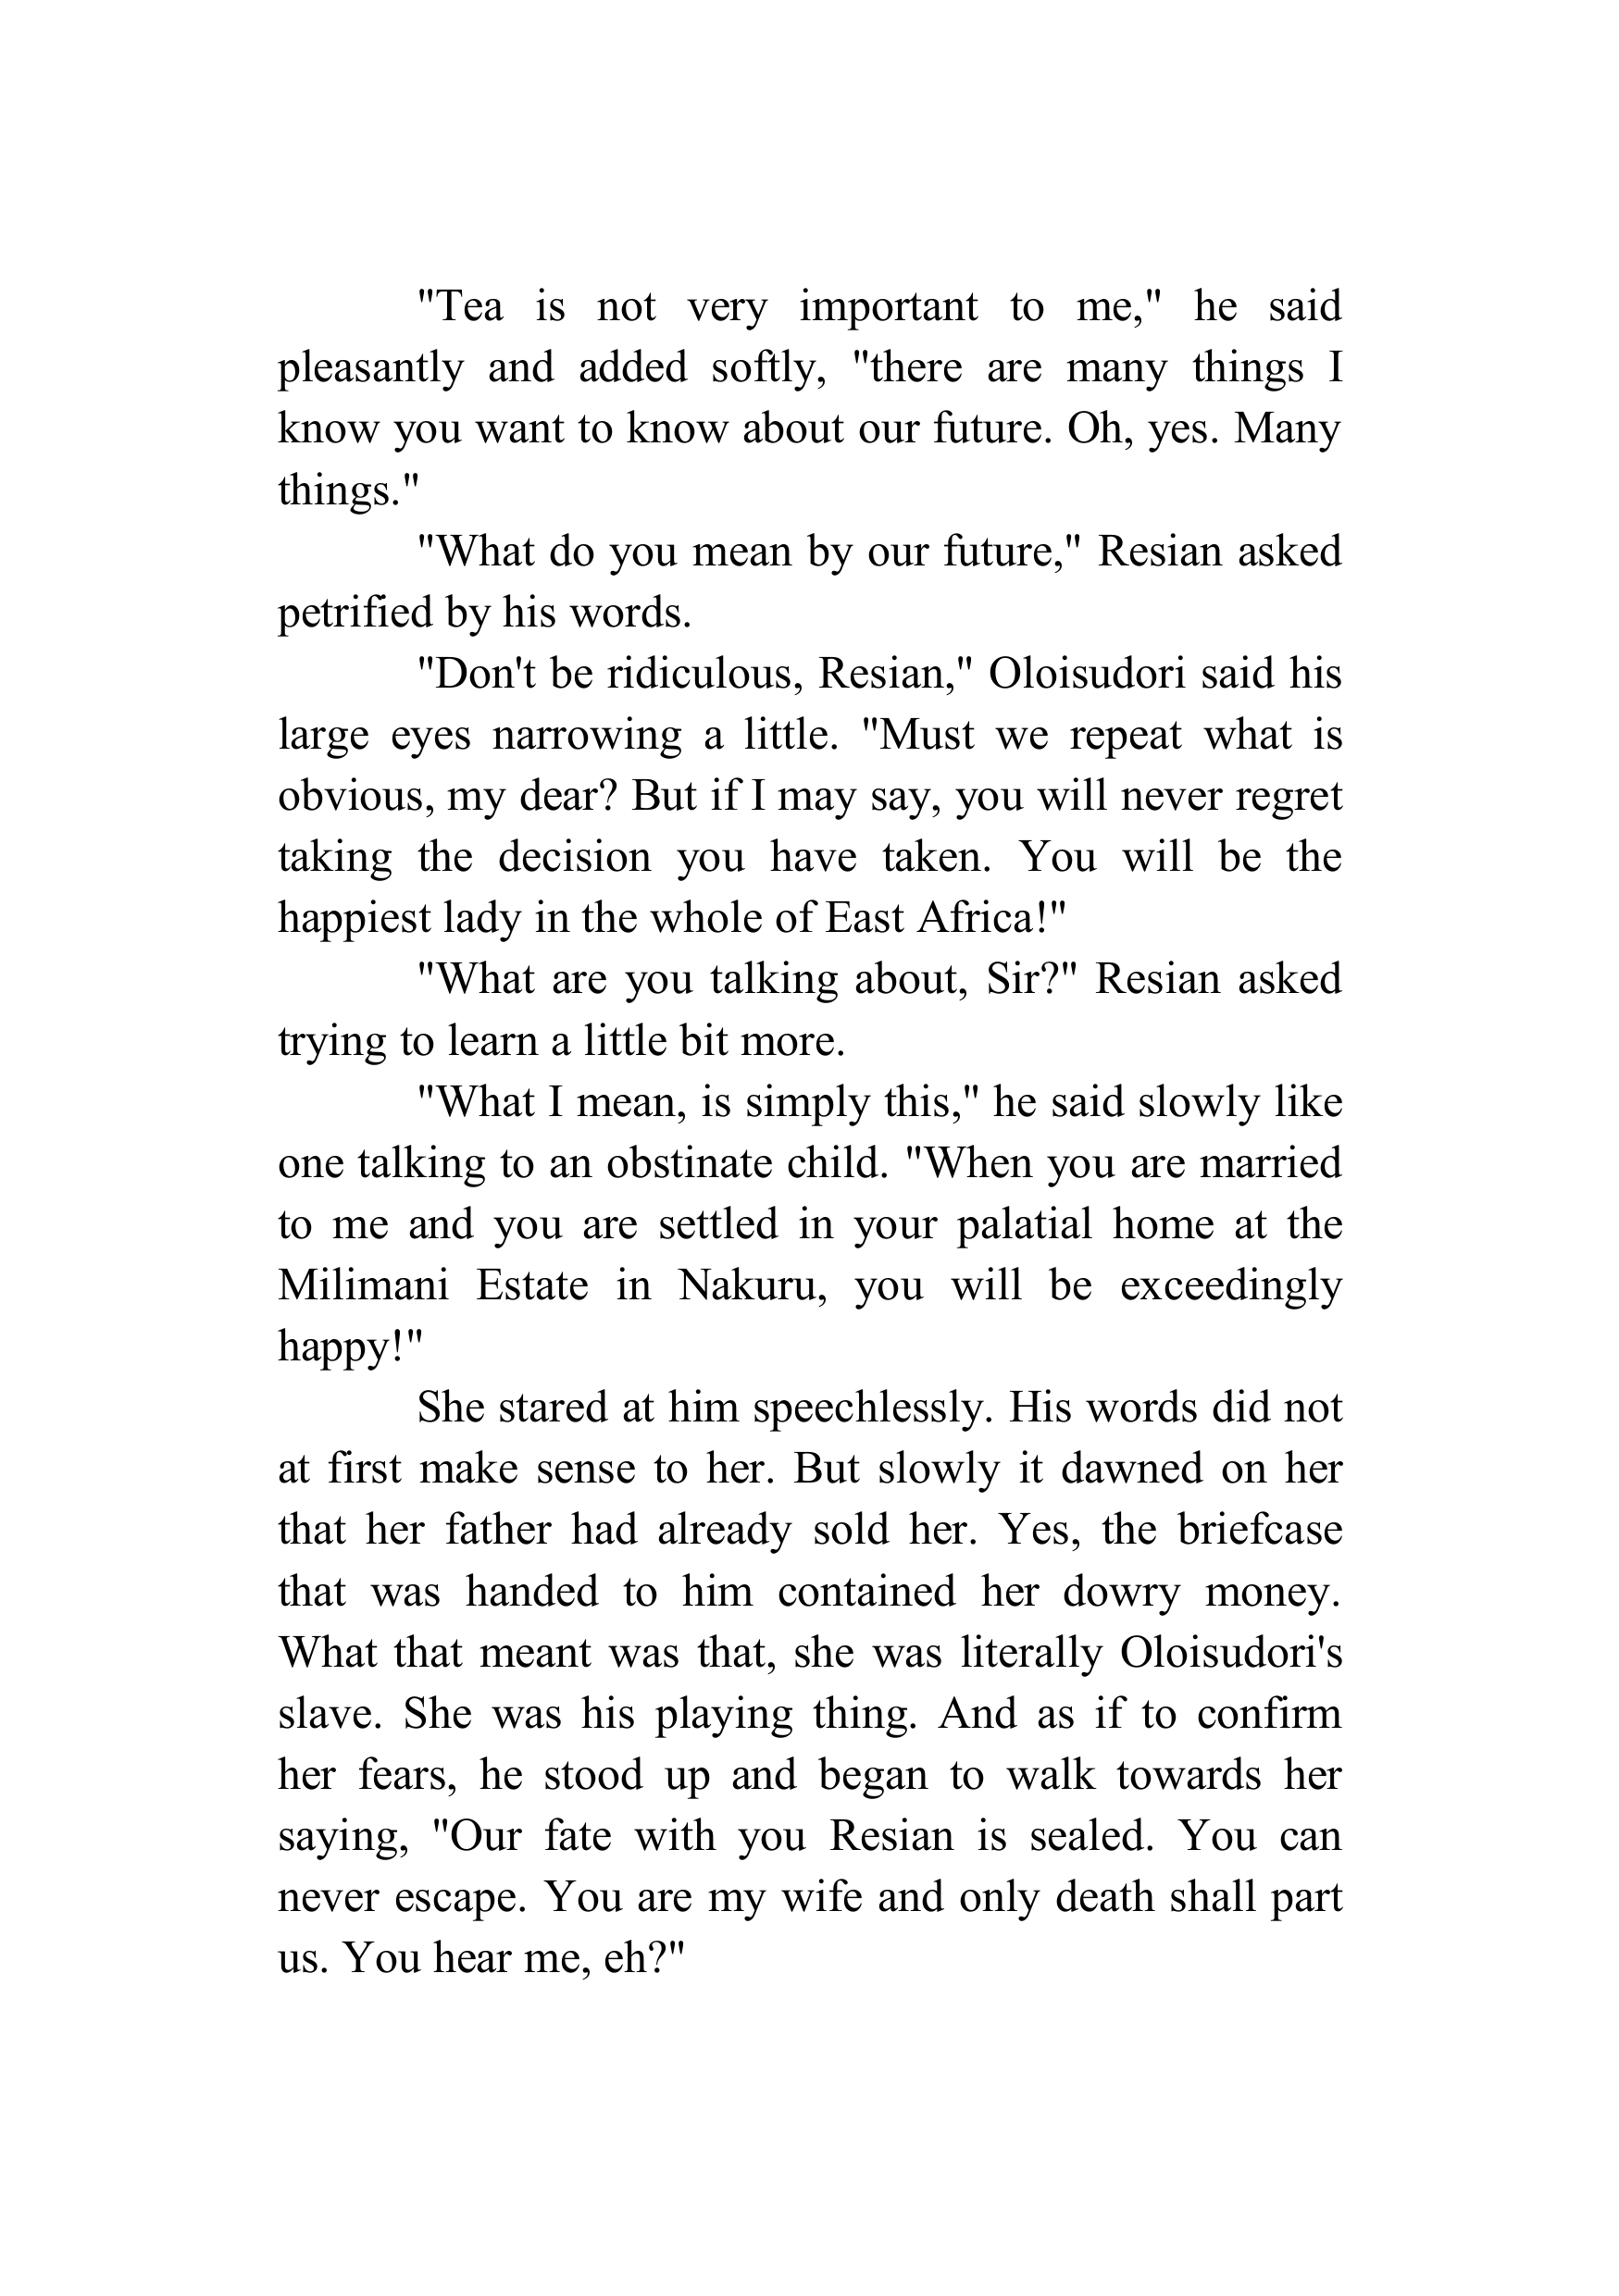 "Tea is not very important to me," he said
pleasantly and added softly, "there are many things I
know you want to know about our future. Oh, yes. Many
things."
"What do you mean by our future," Resian asked
petrified by his words.
"Don't be ridiculous, Resian," Oloisudori said his
large eyes narrowing a little. "Must we repeat what is
obvious, my dear? But if I may say, you will never regret
taking the decision you have taken. You will be the
happiest lady in the whole of East Africa!"
"What are you talking about, Sir?" Resian asked
trying to learn a little bit more.
"What I mean, is simply this," he said slowly like
one talking to an obstinate child. "When you are married
to me and you are settled in your palatial home at the
Milimani Estate in Nakuru, you will be exceedingly
happy!"
She stared at him speechlessly. His words did not
at first make sense to her. But slowly it dawned on her
that her father had already sold her. Yes, the briefcase
that was handed to him contained her dowry money.
What that meant was that, she was literally Oloisudori's
slave. She was his playing thing. And as if to confirm
her fears, he stood up and began to walk towards her
saying, "Our fate with you Resian is sealed. You can
never escape. You are my wife and only death shall part
us. You hear me, eh?"